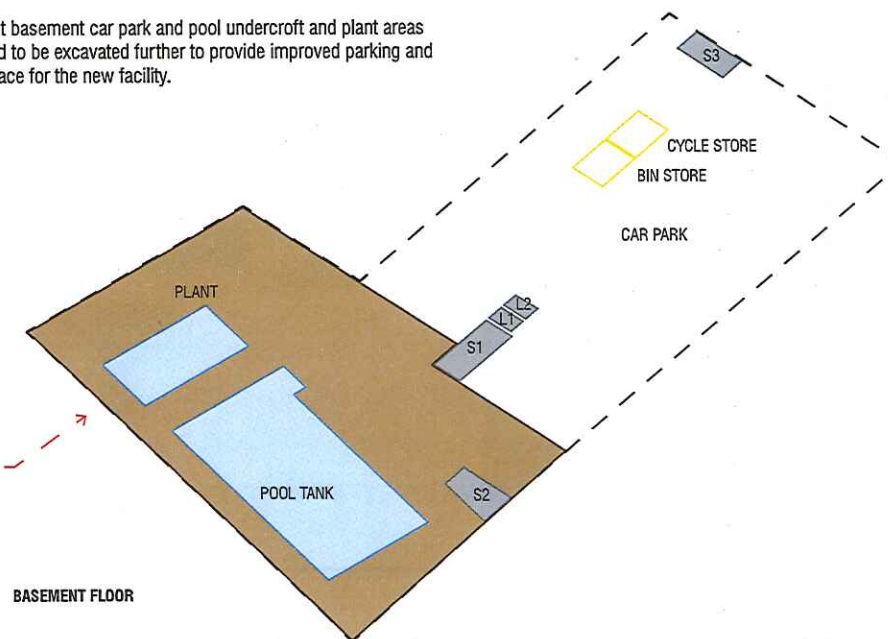 t basement car park and pool undercroft and plant areas
d to be excavated further to provide improved parking and
ace for the new facility.
S3
CYCLE STORE
BIN STORE
CAR PARK
PLANT
L2
L1
S1
POOL TANK
S2
BASEMENT FLOOR